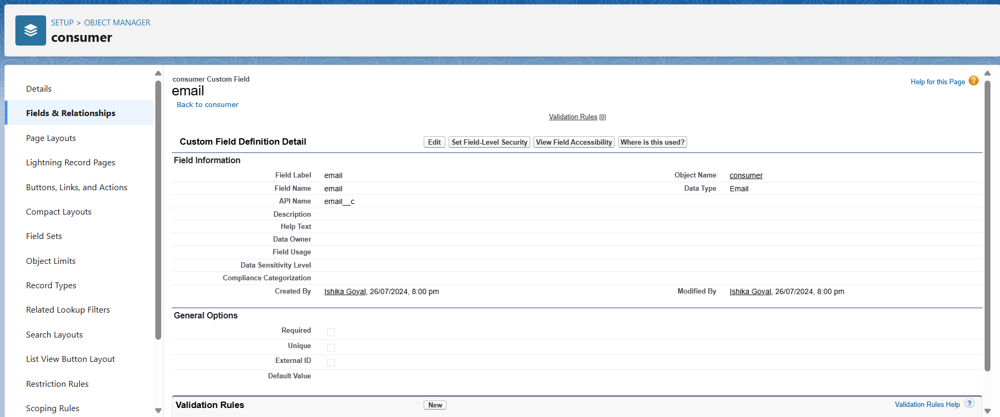 SETUP > OBJECT MANAGER
consumer
Details
Fields & Relationships
Page Layouts
Lightning Record Pages
Buttons, Links, and Actions
Compact Layouts
Field Sets
Object Limits
Record Types
Related Lookup Filters
Search Layouts
List View Button Layout
Restriction Rules
Scoping Rules
consumer Custom Field
email
Back to consumer
Help for this Page ?
Validation Rules [0]
Custom Field Definition Detail Edit Set Field-Level Security View Field Accessibility Where is this used?
Field Information
Field Label email Object Name consumer
Field Name email Data Type Email
API Name email__c
Description
Help Text
Data Owner
Field Usage
Data Sensitivity Level
Compliance Categorization
Created By Ishika Goyal, 26/07/2024, 8:00 pm Modified By Ishika Goyal, 26/07/2024, 8:00 pm
General Options
Required
Unique
External ID
Default Value
Validation Rules New Validation Rules Help ?